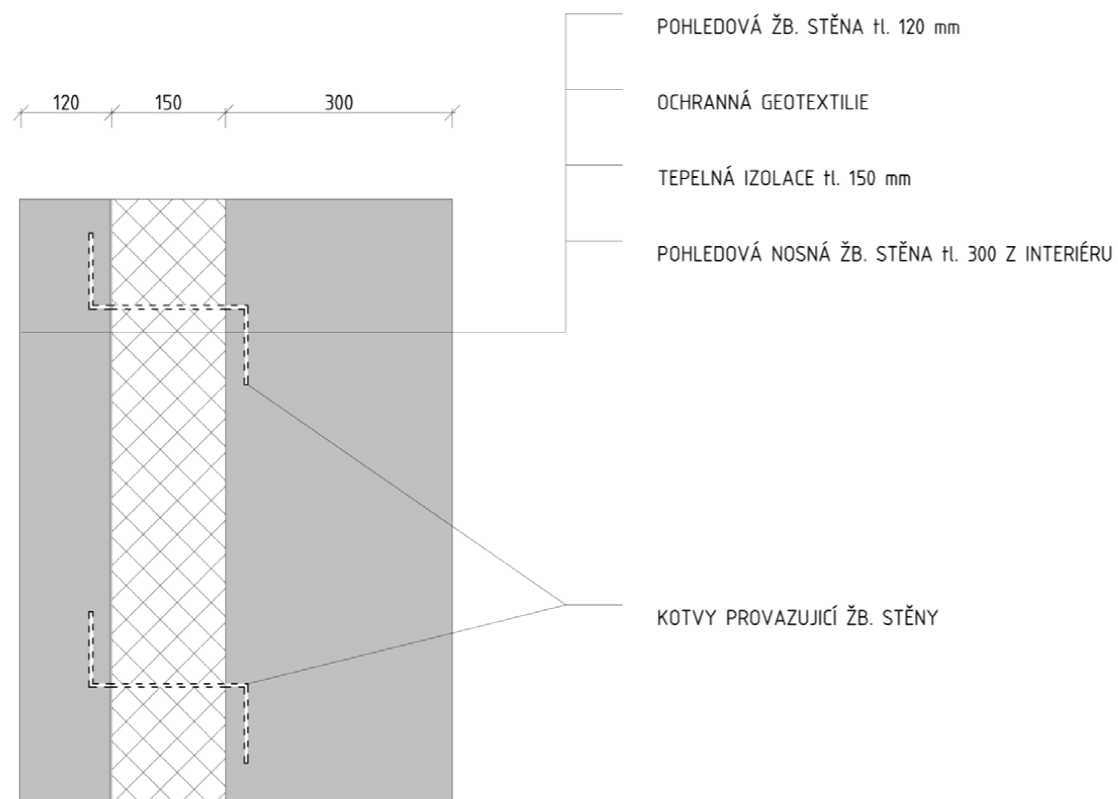 POHLEDOVÁ ŽB. STĚNA tl. 120 mm
120 150 300
OCHRANNÁ GEOTEXTILIE
TEPELNÁ IZOLACE tl. 150 mm
POHLEDOVÁ NOSNÁ ŽB. STĚNA tl. 300 Z INTERIÉRU
KOTVY PROVAZUJICÍ ŽB. STĚNY